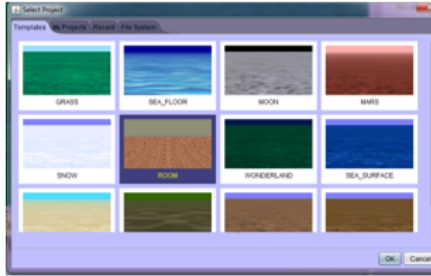 Select Project
Templates My Projects Recent File System
GRASS SEA_FLOOR MOON MARS
SNOW ROOM WONDERLAND SEA_SURFACE
OK Cancel